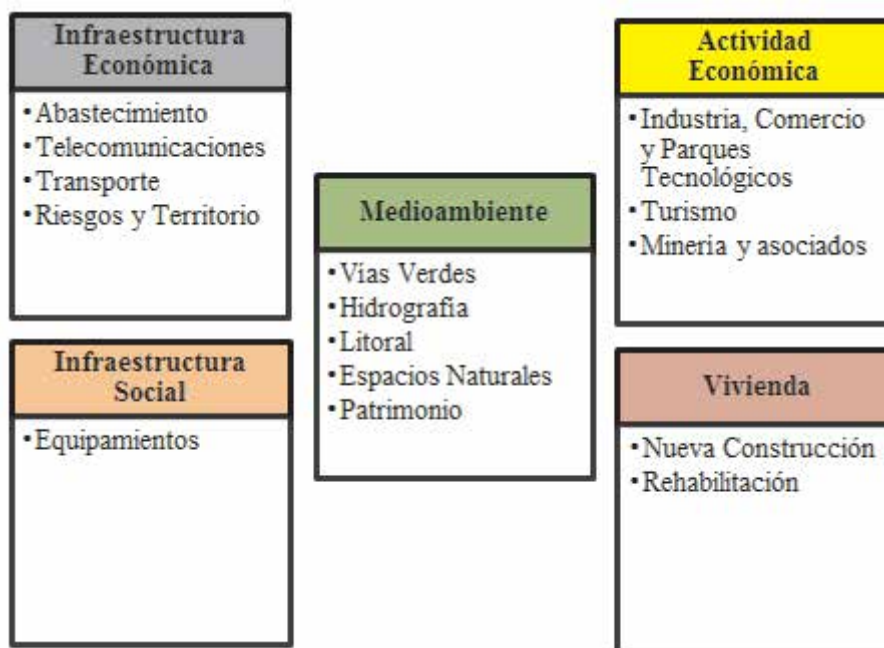 Infraestructura
Económica
•Abastecimiento
•Telecomunicaciones
•Transporte
•Riesgos y Territorio
Infraestructura
Social
•Equipamientos
Medioambiente
•Vías Verdes
•Hidrografía
•Litoral
•Espacios Naturales
•Patrimonio
Actividad
Económica
•Industria, Comercio
y Parques
Tecnológicos
•Turismo
•Minería y asociados
Vivienda
•Nueva Construcción
•Rehabilitación